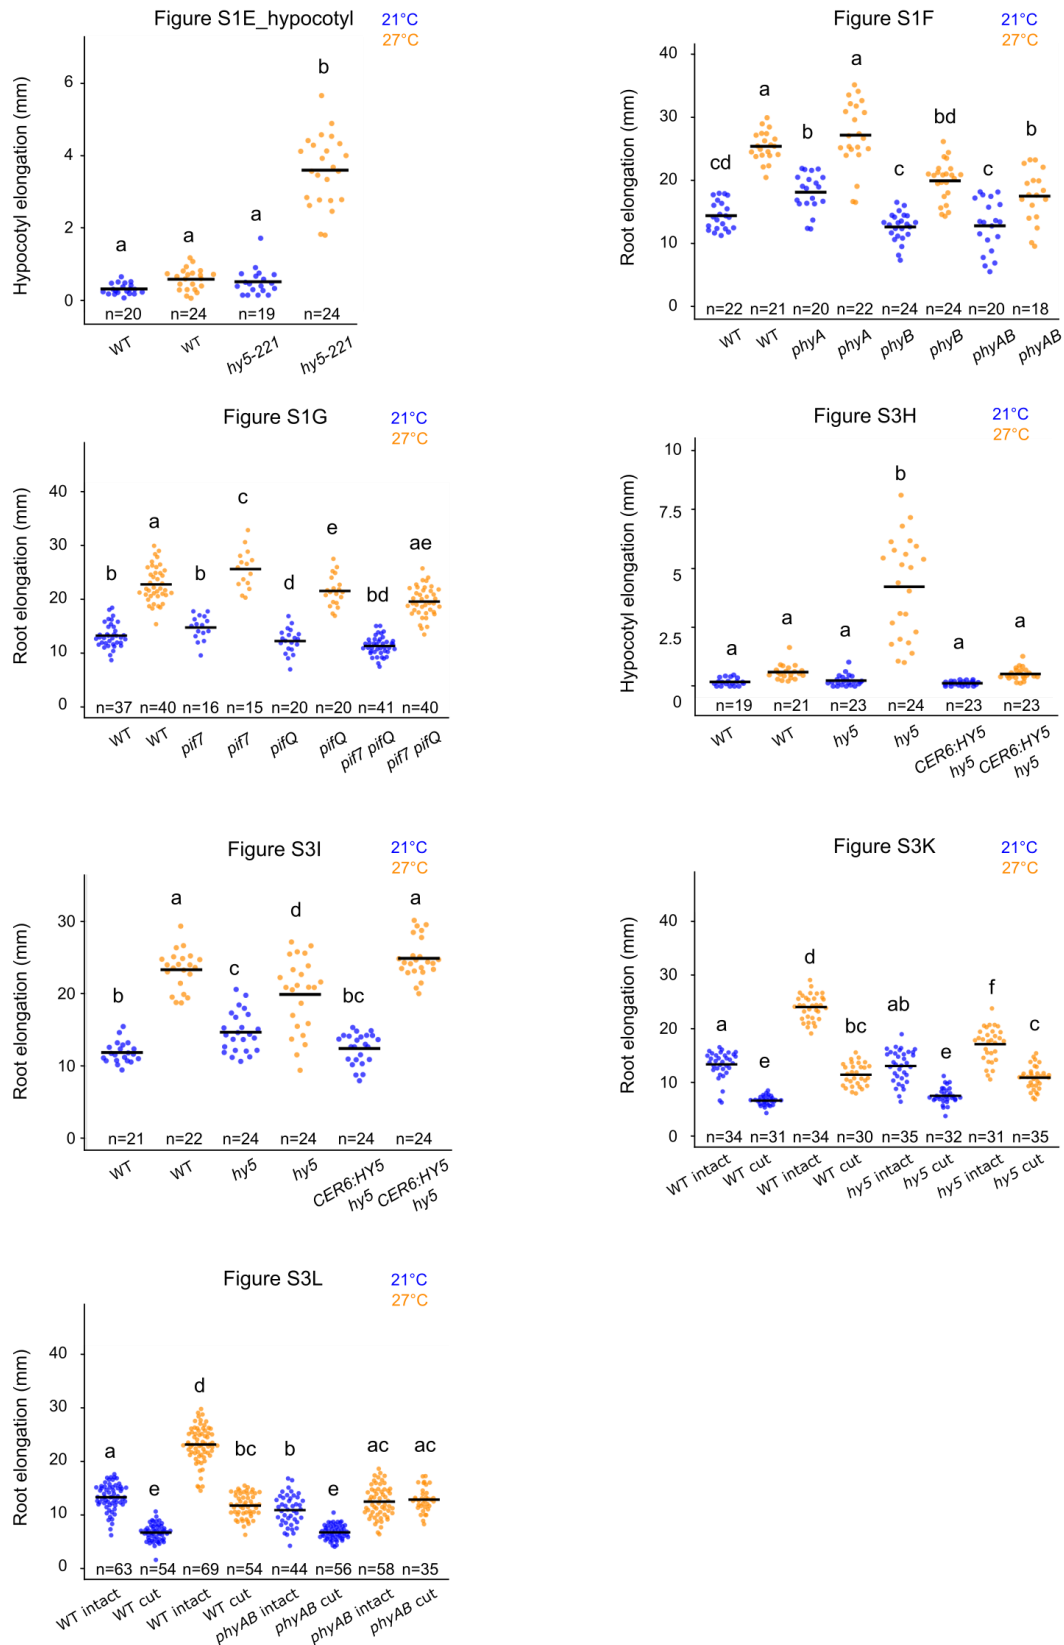 Figure S1E_hypocotyl
21°C
27°C
Hypocotyl elongation (mm)
6
4
2
0
a
a
a
b
n=20
n=24
n=19
n=24
WT
WT
hy5-221
hy5-221
Figure S1F
21°C
27°C
Root elongation (mm)
40
30
20
10
0
cd
a
b
a
c
bd
c
b
n=22
n=21
n=20
n=22
n=24
n=24
n=20
n=18
WT
WT
phyA
phyA
phyB
phyB
phyAB
phyAB
Figure S1G
21°C
27°C
Root elongation (mm)
40
30
20
10
0
b
a
b
c
d
e
bd
ae
n=37
n=40
n=16
n=15
n=20
n=20
n=41
n=40
WT
WT
pif7
pif7
pifQ
pifQ
pif7 pifQ
pif7 pifQ
Figure S3H
21°C
27°C
Hypocotyl elongation (mm)
10
7.5
5
2.5
0
a
a
a
b
a
a
n=19
n=21
n=23
n=24
n=23
n=23
WT
WT
hy5
hy5
CER6:HY5
hy5
CER6:HY5
hy5
Figure S3I
21°C
27°C
Root elongation (mm)
30
20
10
0
b
a
c
d
bc
a
n=21
n=22
n=24
n=24
n=24
n=24
WT
WT
hy5
hy5
CER6:HY5
hy5
CER6:HY5
hy5
Figure S3K
21°C
27°C
Root elongation (mm)
40
30
20
10
0
a
e
d
bc
ab
e
f
c
n=34
n=31
n=34
n=30
n=35
n=32
n=31
n=35
WT intact
WT cut
WT intact
WT cut
hy5 intact
hy5 cut
hy5 intact
hy5 cut
Figure S3L
21°C
27°C
Root elongation (mm)
40
30
20
10
0
a
e
d
bc
b
e
ac
ac
n=63
n=54
n=69
n=54
n=44
n=56
n=58
n=35
WT intact
WT cut
WT intact
WT cut
phyAB intact
phyAB cut
phyAB intact
phyAB cut